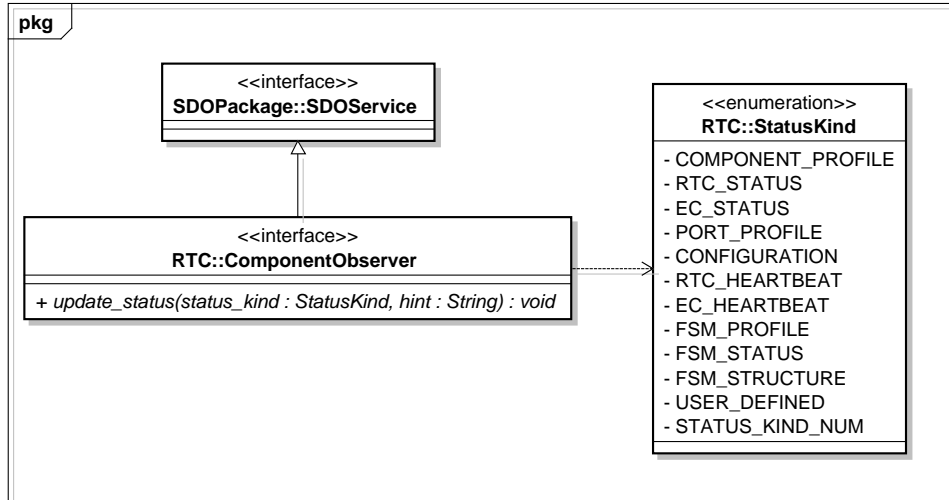 pkg
<<interface>>
SDOPackage::SDOService
<<interface>>
RTC::ComponentObserver
+ update_status(status_kind : StatusKind, hint : String) : void
<<enumeration>>
RTC::StatusKind
- COMPONENT_PROFILE
- RTC_STATUS
- EC_STATUS
- PORT_PROFILE
- CONFIGURATION
- RTC_HEARTBEAT
- EC_HEARTBEAT
- FSM_PROFILE
- FSM_STATUS
- FSM_STRUCTURE
- USER_DEFINED
- STATUS_KIND_NUM